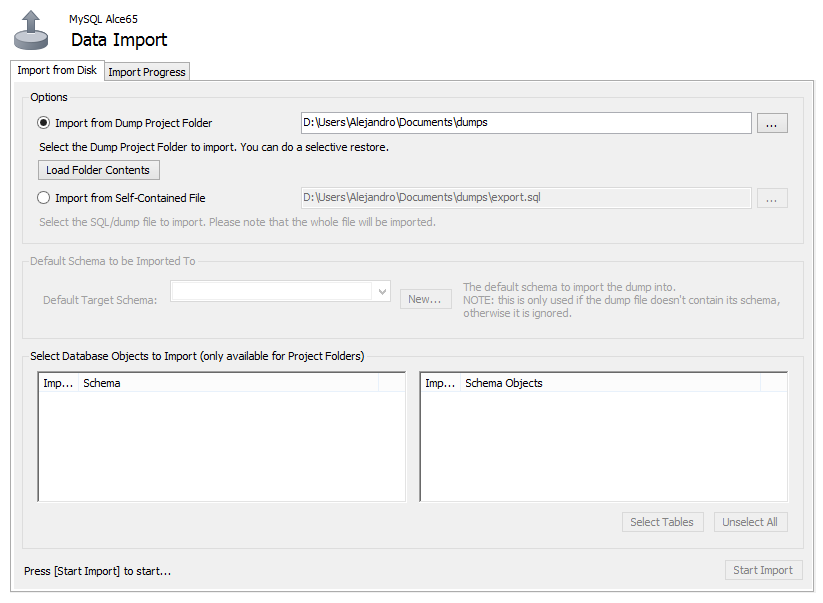 MySQL Alce65
Data Import
Import from Disk
Import Progress
Options
Import from Dump Project Folder
D:\Users\Alejandro\Documents\dumps
...
Select the Dump Project Folder to import. You can do a selective restore.
Load Folder Contents
Import from Self-Contained File
D:\Users\Alejandro\Documents\dumps\export.sql
...
Select the SQL/dump file to import. Please note that the whole file will be imported.
Default Schema to be Imported To
Default Target Schema:
New...
The default schema to import the dump into.
NOTE: this is only used if the dump file doesn't contain its schema,
otherwise it is ignored.
Select Database Objects to Import (only available for Project Folders)
Imp... Schema
Imp... Schema Objects
Select Tables
Unselect All
Press [Start Import] to start...
Start Import